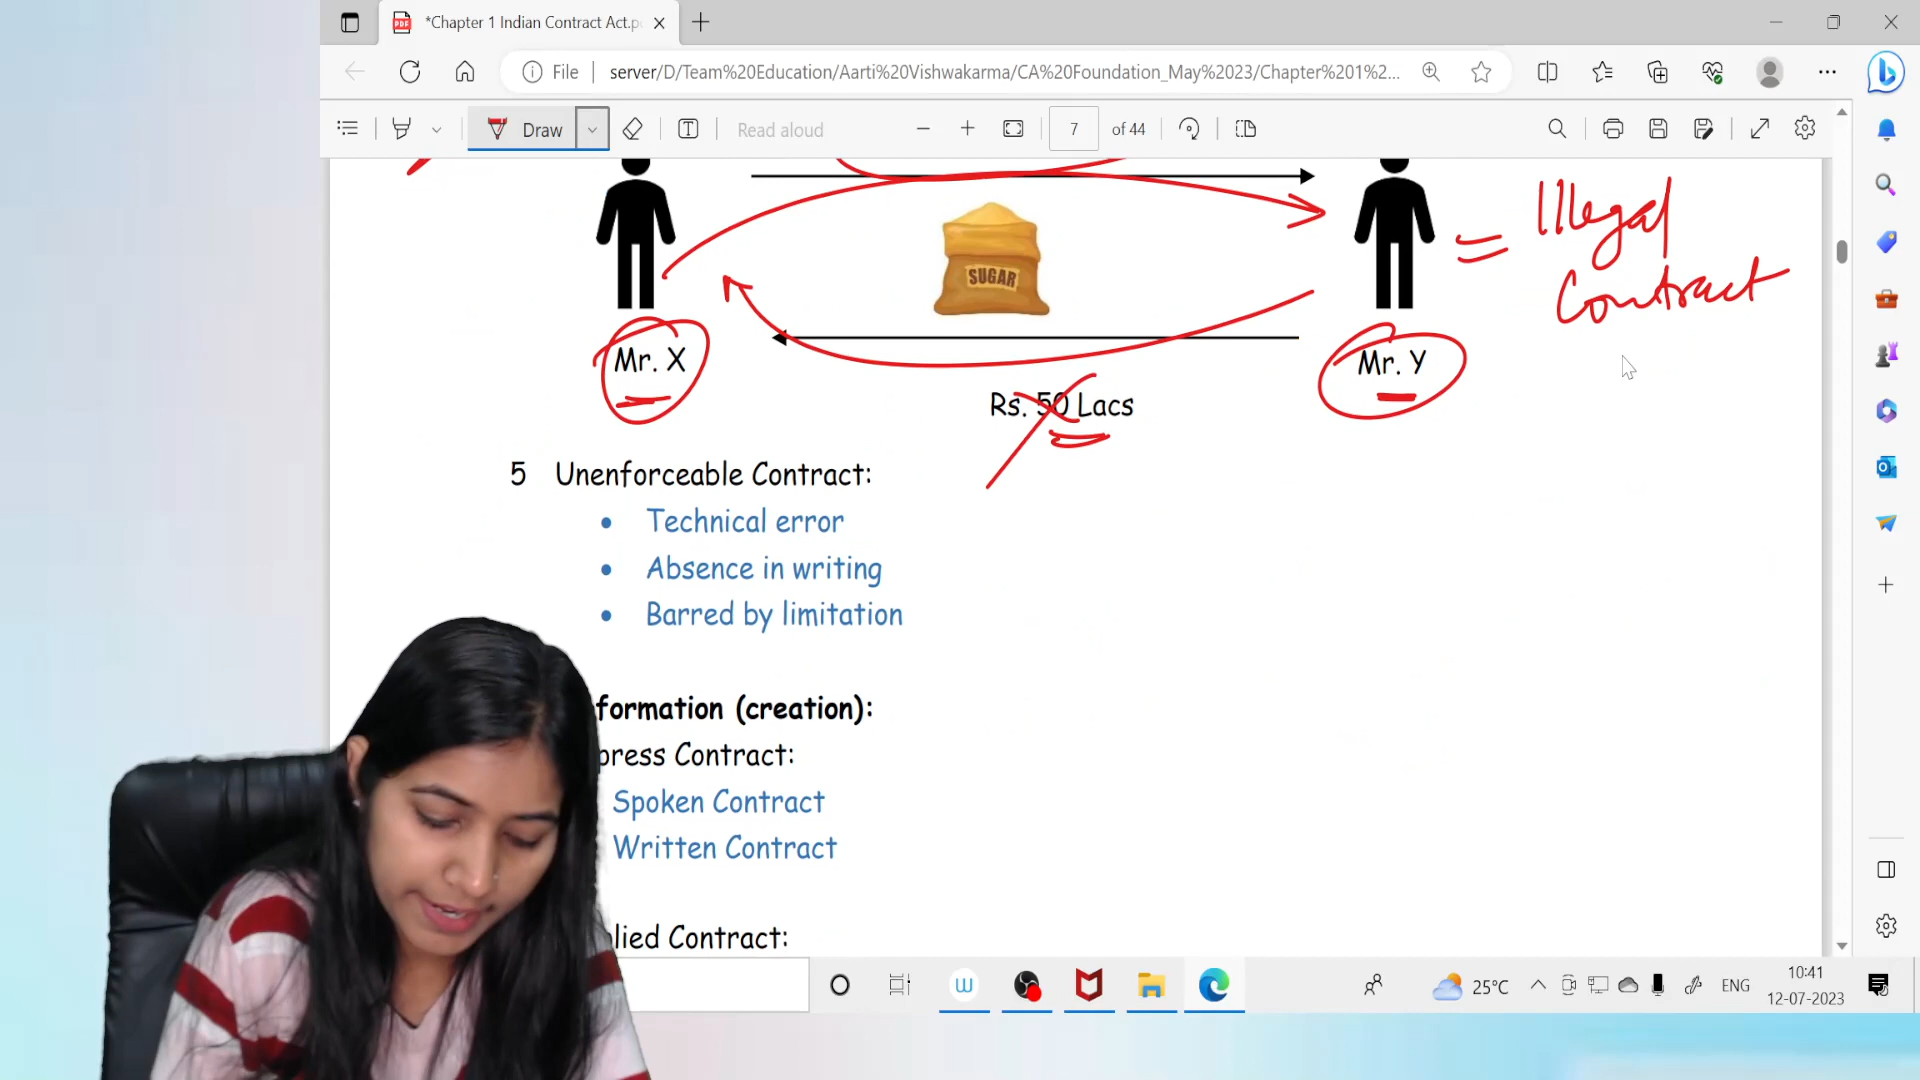 *Chapter 1 Indian Contract Act.p
File server/D/Team%20Education/Aarti%20Vishwakarma/CA%20Foundation_May%2023/Chapter%201%2...
Draw Read aloud 7 of 44
SUGAR
Illegal
Contract
Mr. X
Mr. Y
Rs. 50 Lacs
5 Unenforceable Contract:
• Technical error
• Absence in writing
• Barred by limitation
formation (creation):
press Contract:
Spoken Contract
Written Contract
lied Contract:
25°C ENG 10:41
12-07-2023